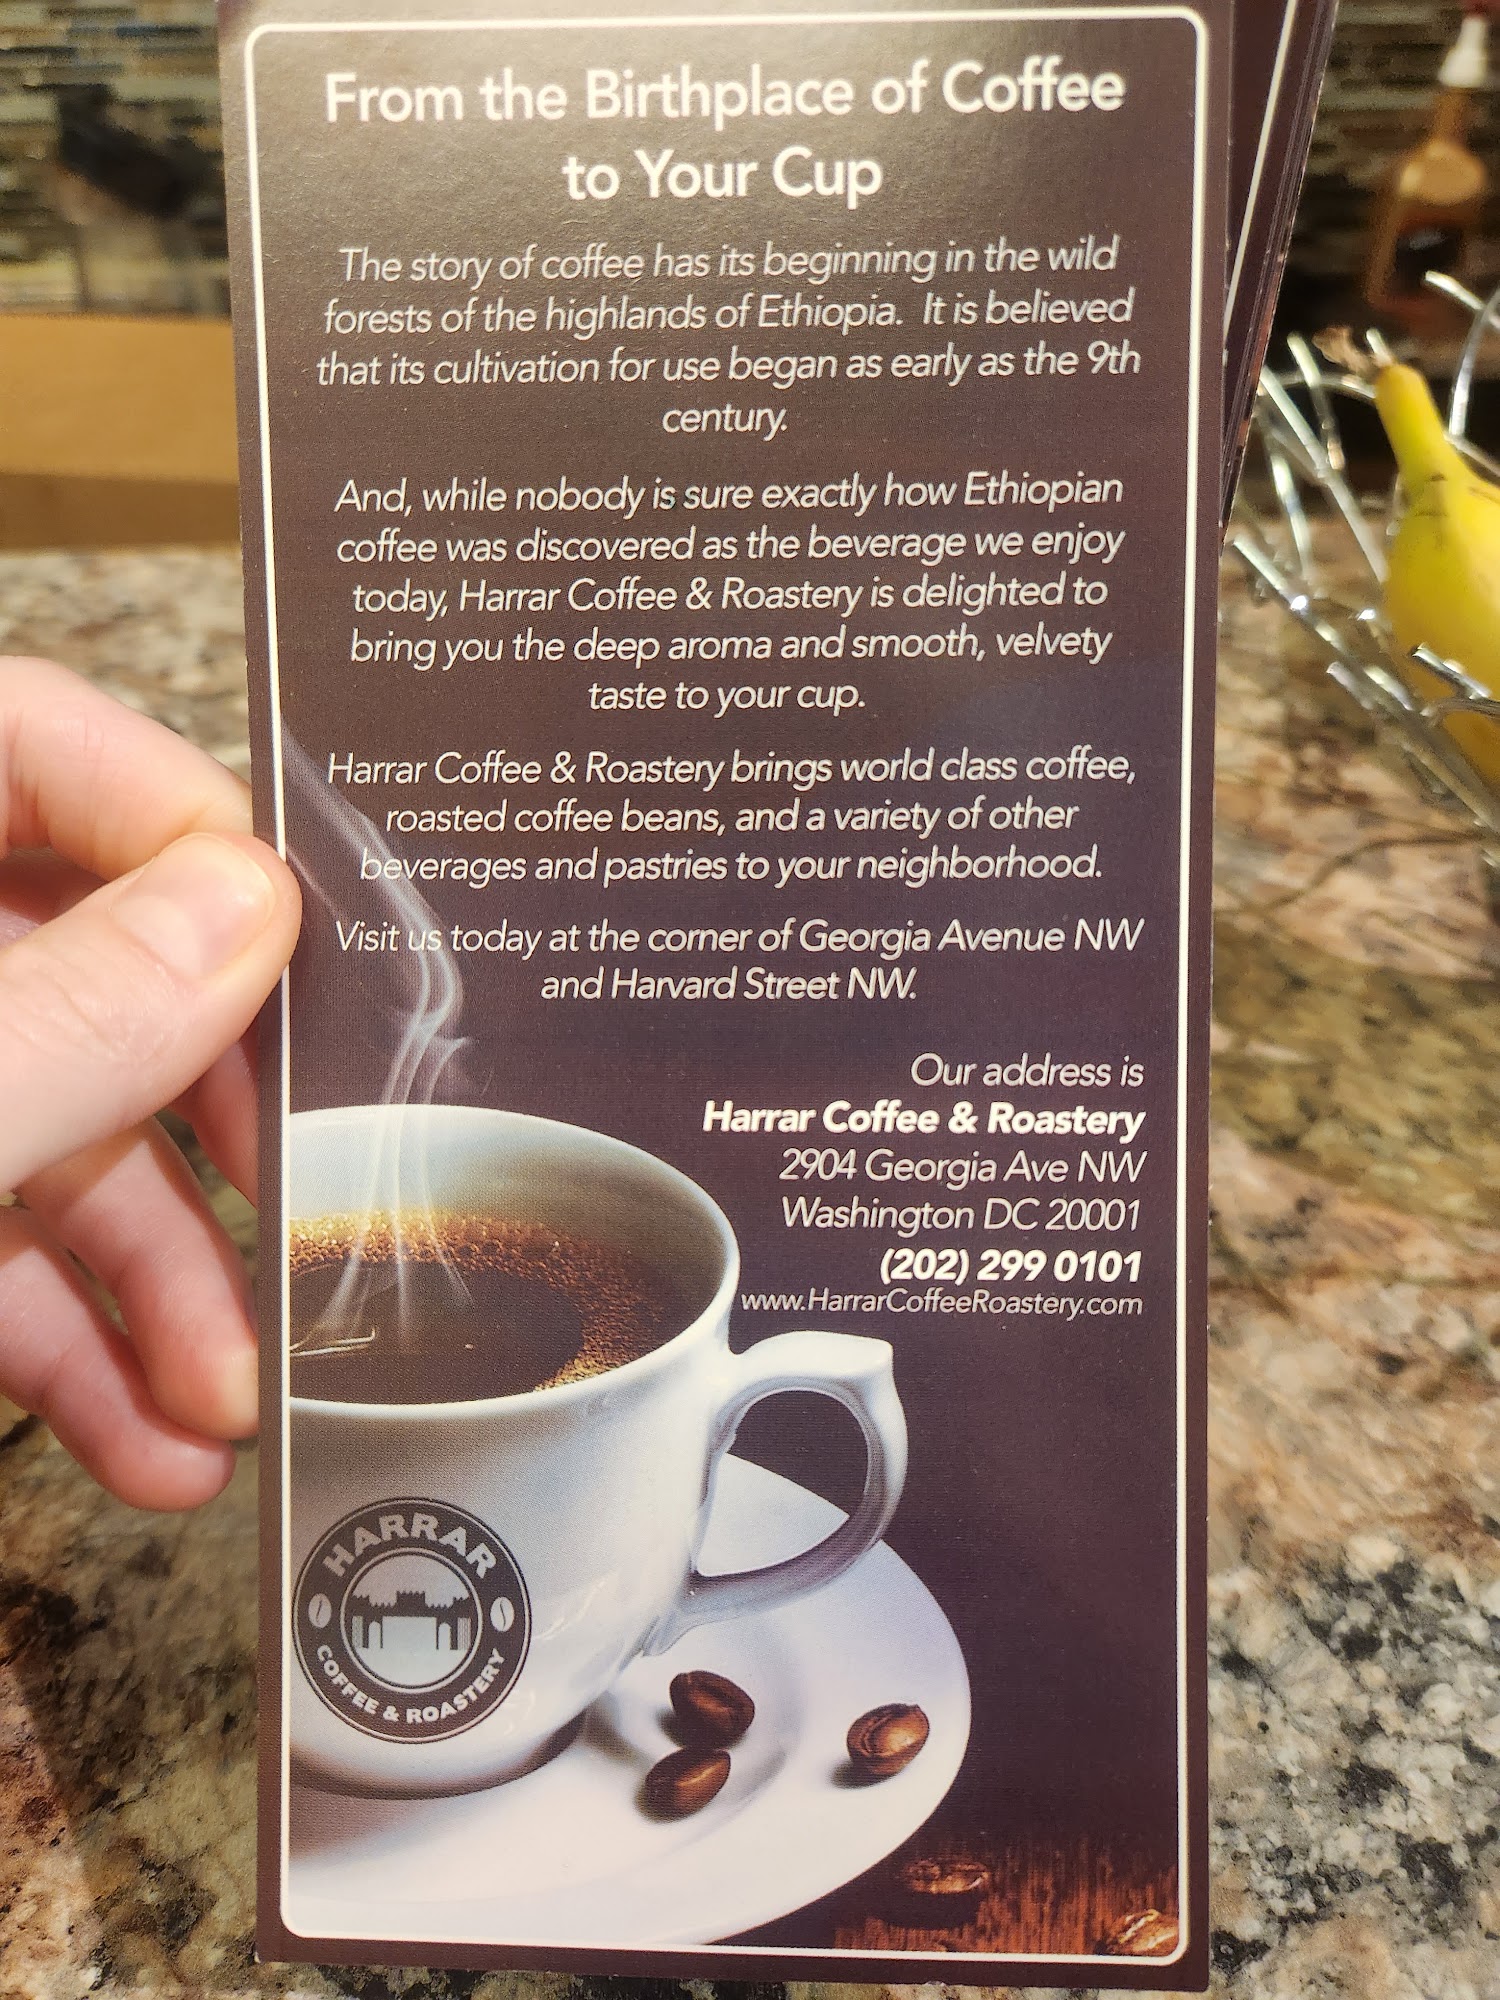 From the Birthplace of Coffee
to Your Cup
The story of coffee has its beginning in the wild
forests of the highlands of Ethiopia. It is believed
that its cultivation for use began as early as the 9th
century.
And, while nobody is sure exactly how Ethiopian
coffee was discovered as the beverage we enjoy
today, Harrar Coffee & Roastery is delighted to
bring you the deep aroma and smooth, velvety
taste to your cup.
Harrar Coffee & Roastery brings world class coffee,
roasted coffee beans, and a variety of other
beverages and pastries to your neighborhood.
Visit us today at the corner of Georgia Avenue NW
and Harvard Street NW.
Our address is
Harrar Coffee & Roastery
2904 Georgia Ave NW
Washington DC 20001
(202) 299 0101
www.HarrarCoffeeRoastery.com
HARRAR
COFFEE & ROASTERY